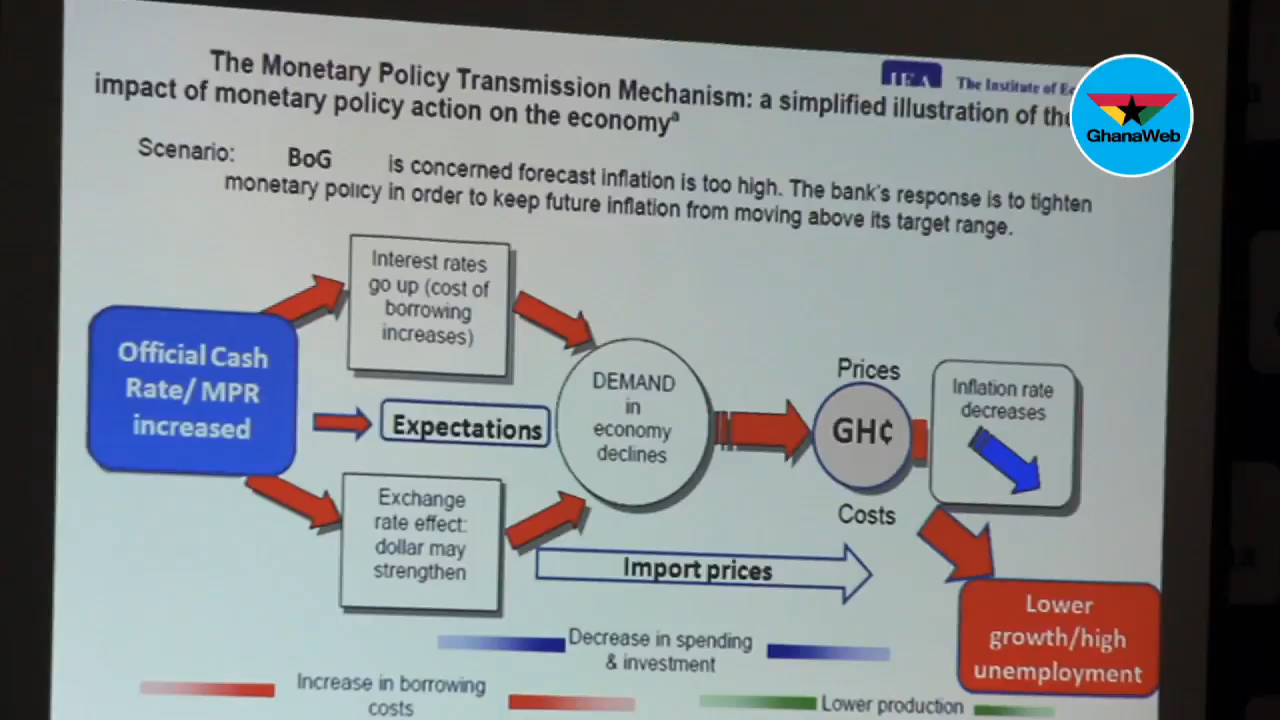 The Monetary Policy Transmission Mechanism: a simplified illustration of the
impact of monetary policy action on the economyª
IEA The Institute of
GhanaWeb
Scenario: BoG is concerned forecast inflation is too high. The bank's response is to tighten
monetary policy in order to keep future inflation from moving above its target range.
Interest rates
go up (cost of
borrowing
increases)
Official Cash
Rate/ MPR
increased
Expectations
Exchange
rate effect:
dollar may
strengthen
DEMAND
in
economy
declines
Prices
GH¢
Costs
Inflation rate
decreases
Import prices
Lower
growth/high
unemployment
Decrease in spending
& investment
Increase in borrowing
costs
Lower production